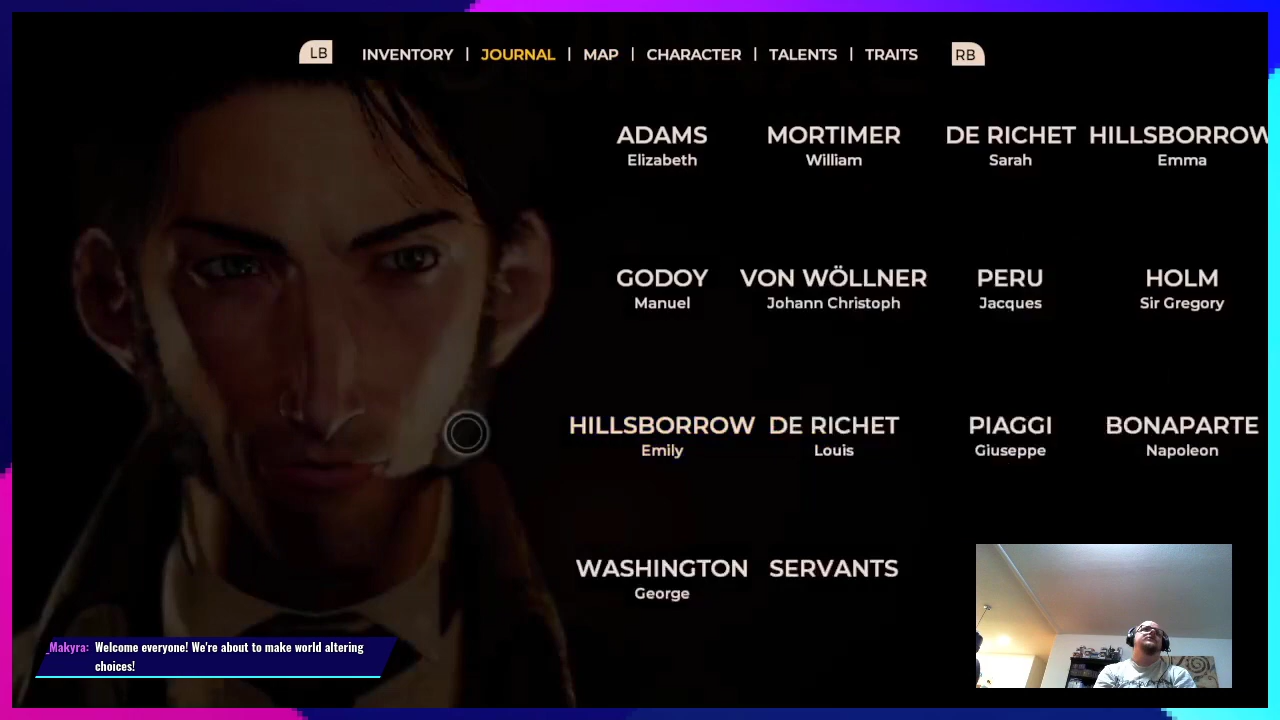 LB INVENTORY | JOURNAL | MAP | CHARACTER | TALENTS | TRAITS RB
ADAMS MORTIMER DE RICHET HILLSBORROW
Elizabeth William Sarah Emma
GODOY VON WÖLLNER PERU HOLM
Manuel Johann Christoph Jacques Sir Gregory
HILLSBORROW DE RICHET PIAGGI BONAPARTE
Emily Louis Giuseppe Napoleon
WASHINGTON SERVANTS
George
_Makyra: Welcome everyone! We're about to make world altering
choices!